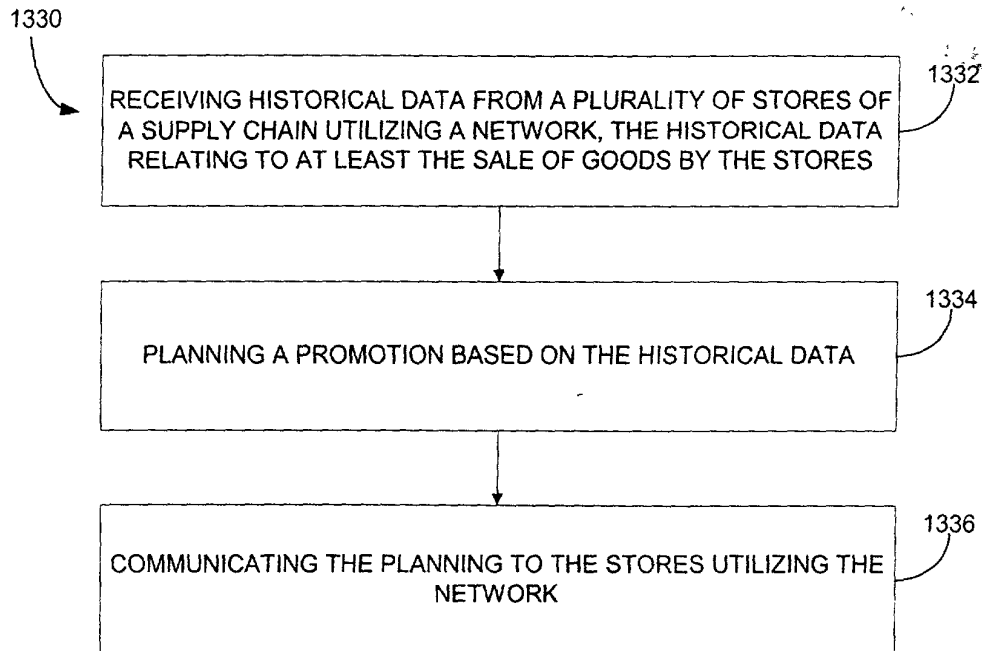 1330
1332
RECEIVING HISTORICAL DATA FROM A PLURALITY OF STORES OF
A SUPPLY CHAIN UTILIZING A NETWORK, THE HISTORICAL DATA
RELATING TO AT LEAST THE SALE OF GOODS BY THE STORES
1334
PLANNING A PROMOTION BASED ON THE HISTORICAL DATA
1336
COMMUNICATING THE PLANNING TO THE STORES UTILIZING THE
NETWORK